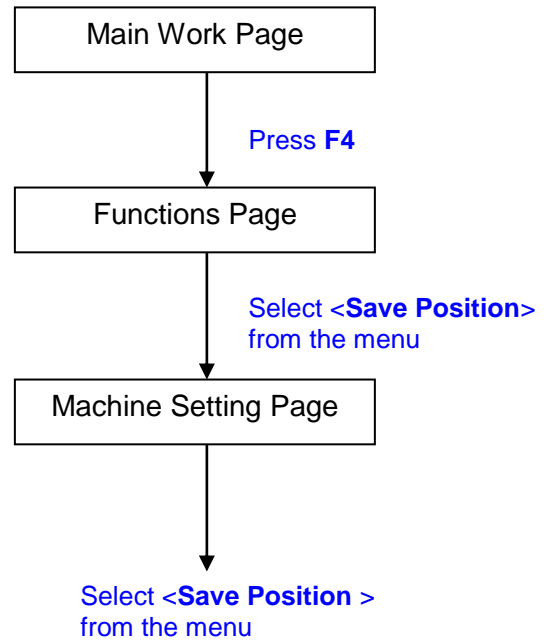 Main Work Page
Press F4
Functions Page
Select <Save Position>
from the menu
Machine Setting Page
Select <Save Position >
from the menu